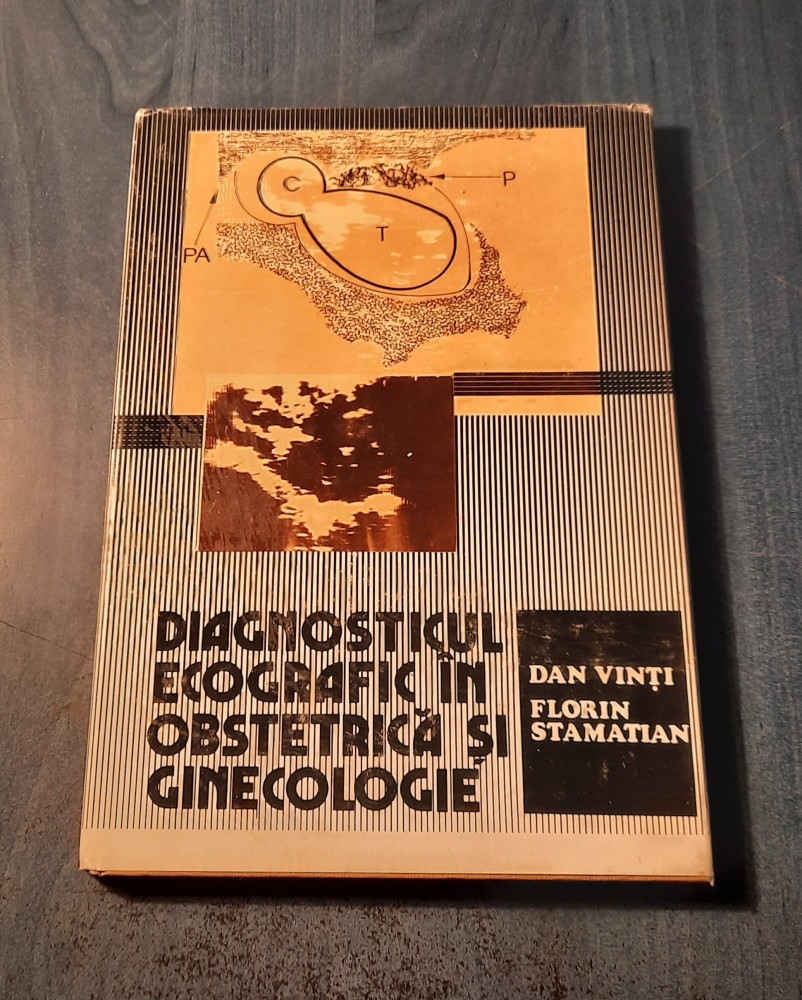 C
P
T
PA
DIAGNOSTICUL
ECOGRAFIC ÎN
OBSTETRICĂ ȘI
GINECOLOGIE
DAN VINȚI
FLORIN
STAMATIAN